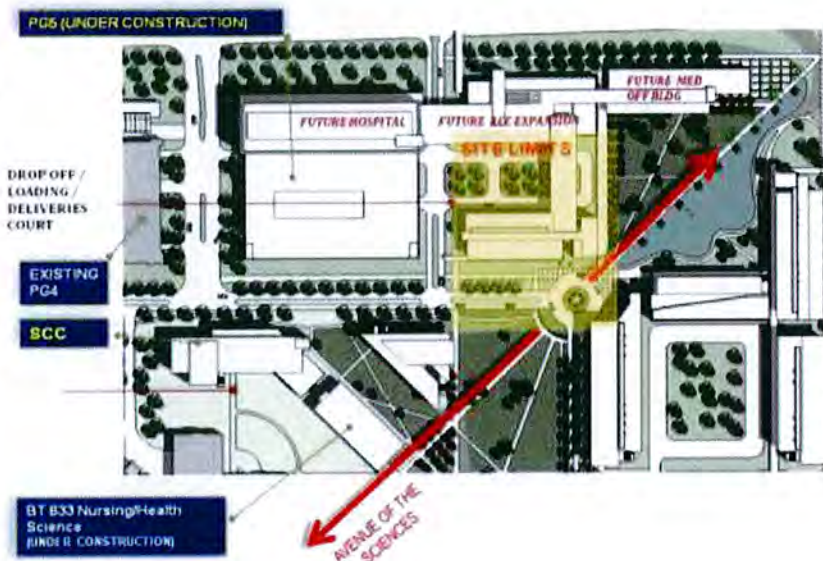 PG5 (UNDER CONSTRUCTION)
FUTURE MED
OFF BLDG
FUTURE HOSPITAL
FUTURE ACE EXPANSION
SITE LIMITS
DROP OFF /
LOADING /
DELIVERIES
COURT
EXISTING
PG4
SCC
BT 833 Nursing/Health
Science
(UNDER CONSTRUCTION)
AVENUE OF THE
SCIENCES